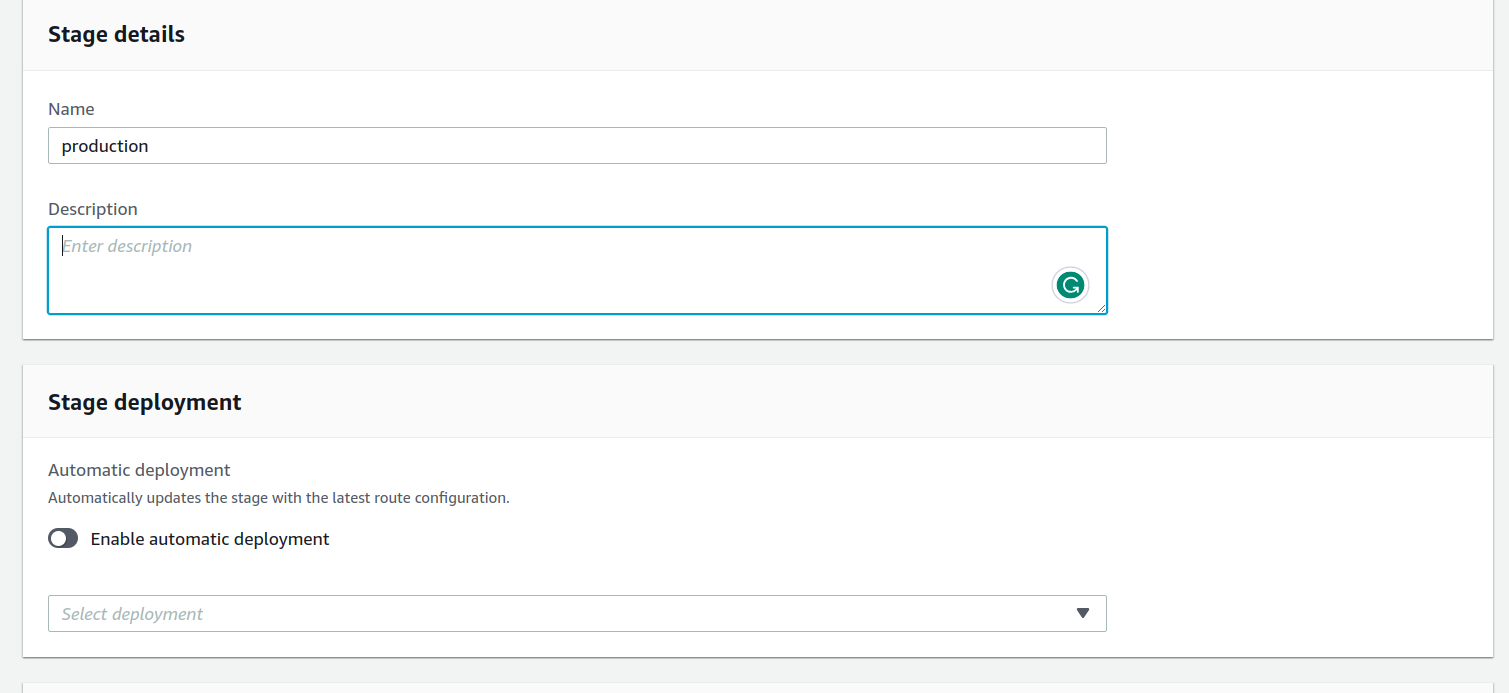 Stage details
Name
production
Description
Enter description
Stage deployment
Automatic deployment
Automatically updates the stage with the latest route configuration.
Enable automatic deployment
Select deployment